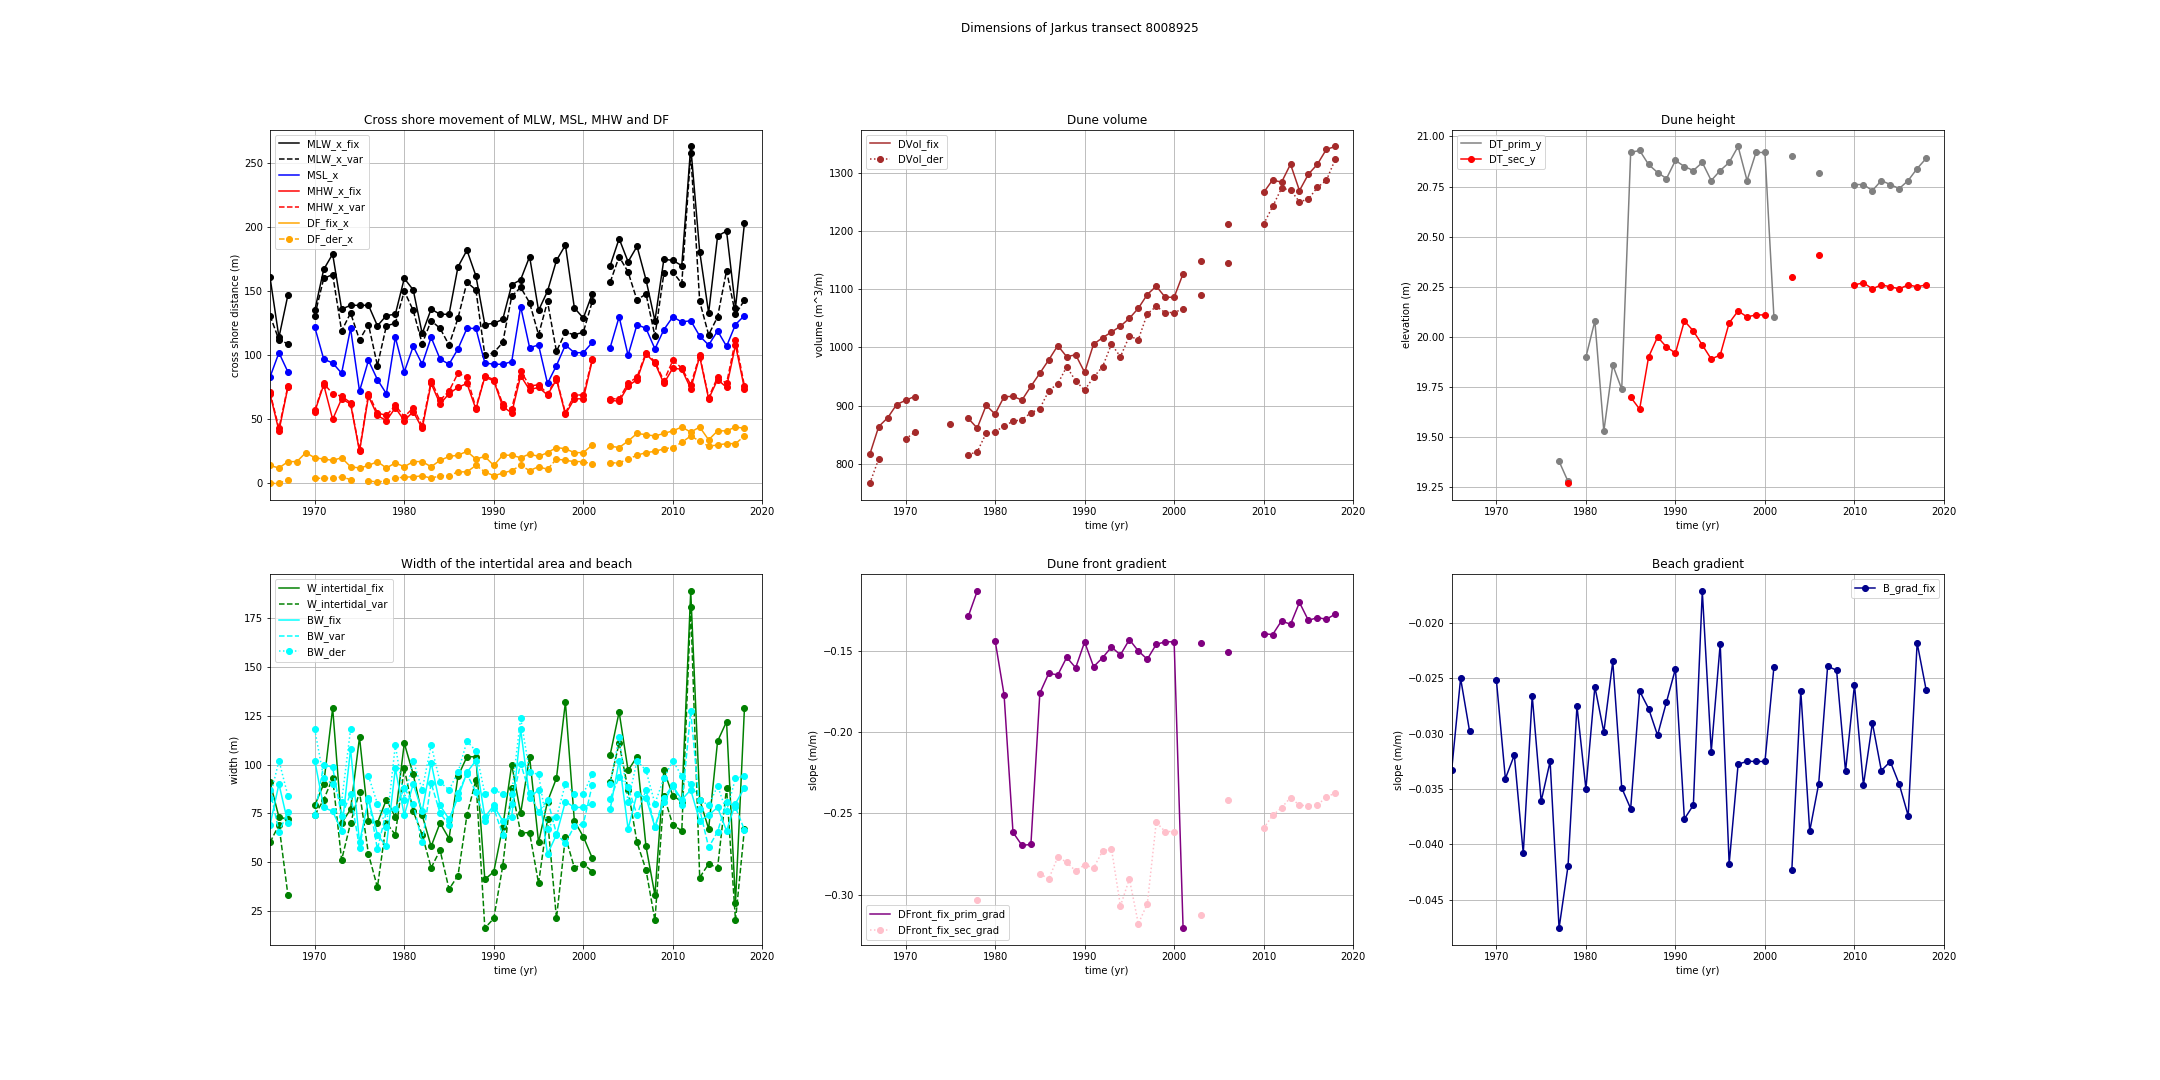 Dimensions of Jarkus transect 8008925
Cross shore movement of MLW, MSL, MHW and DF
MLW_x_fix
MLW_x_var
MSL_x
MHW_x_fix
MHW_x_var
DF_fix_x
DF_der_x
cross shore distance (m)
250
200
150
100
50
0
1970 1980 1990 2000 2010 2020
time (yr)
Dune volume
DVol_fix
DVol_der
volume (m^3/m)
1300
1200
1100
1000
900
800
1970 1980 1990 2000 2010 2020
time (yr)
Dune height
DT_prim_y
DT_sec_y
elevation (m)
21.00
20.75
20.50
20.25
20.00
19.75
19.50
19.25
1970 1980 1990 2000 2010 2020
time (yr)
Width of the intertidal area and beach
W_intertidal_fix
W_intertidal_var
BW_fix
BW_var
BW_der
width (m)
175
150
125
100
75
50
25
1970 1980 1990 2000 2010 2020
time (yr)
Dune front gradient
slope (m/m)
−0.15
−0.20
−0.25
−0.30
DFront_fix_prim_grad
DFront_fix_sec_grad
1970 1980 1990 2000 2010 2020
time (yr)
Beach gradient
B_grad_fix
slope (m/m)
−0.020
−0.025
−0.030
−0.035
−0.040
−0.045
1970 1980 1990 2000 2010 2020
time (yr)